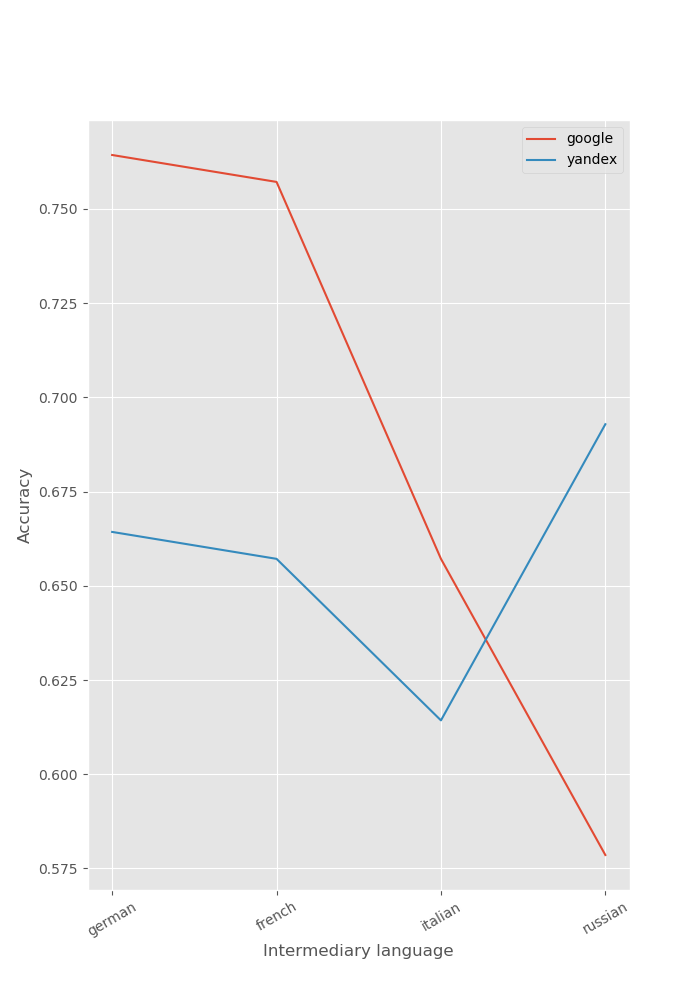 google
yandex
0.750
0.725
0.700
0.675
0.650
0.625
0.600
0.575
Accuracy
german
french
italian
russian
Intermediary language